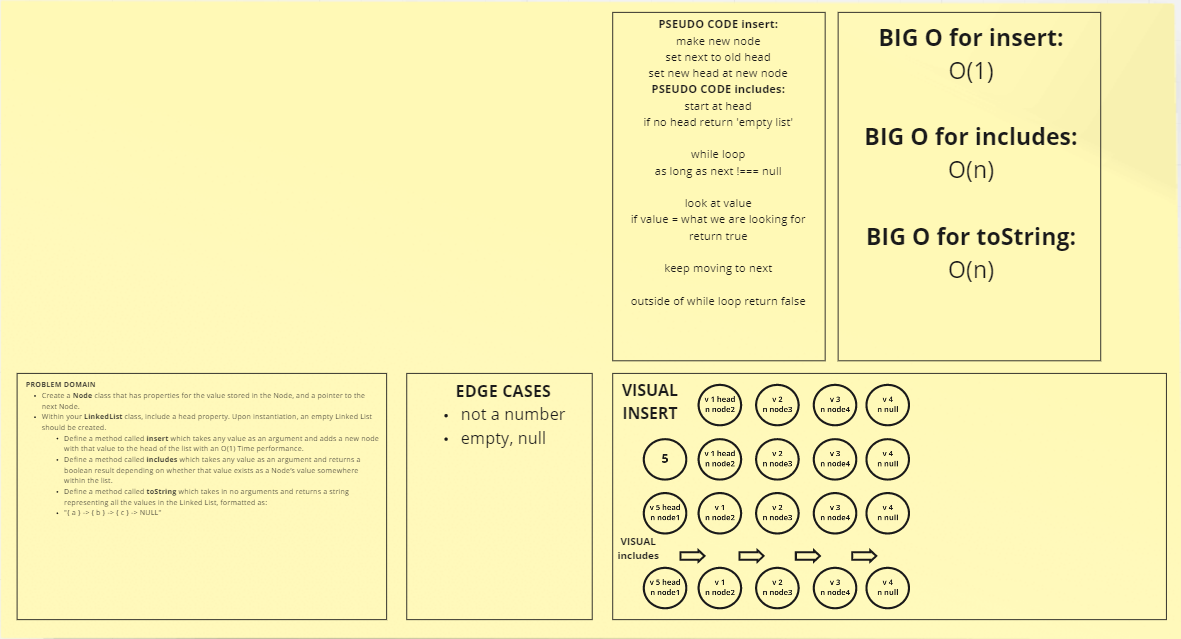 PSEUDO CODE insert:
make new node
set next to old head
set new head at new node
PSEUDO CODE includes:
start at head
if no head return 'empty list'
while loop
as long as next !=== null
look at value
if value = what we are looking for
return true
keep moving to next
outside of while loop return false
BIG O for insert:
O(1)
BIG O for includes:
O(n)
BIG O for toString:
O(n)
PROBLEM DOMAIN
• Create a Node class that has properties for the value stored in the Node, and a pointer to the
next Node.
• Within your LinkedList class, include a head property. Upon instantiation, an empty Linked List
should be created.
• Define a method called insert which takes any value as an argument and adds a new node
with that value to the head of the list with an O(1) Time performance.
• Define a method called includes which takes any value as an argument and returns a
boolean result depending on whether that value exists as a Node's value somewhere
within the list.
• Define a method called toString which takes in no arguments and returns a string
representing all the values in the Linked List, formatted as:
• "{ a } -> { b } -> { c } -> NULL"
EDGE CASES
• not a number
• empty, null
VISUAL
INSERT
v 1 head
n node2
v 2
n node3
v 3
n node4
v 4
n null
5
v 1 head
n node2
v 2
n node3
v 3
n node4
v 4
n null
v 5 head
n node1
v 1
n node2
v 2
n node3
v 3
n node4
v 4
n null
VISUAL
includes
v 5 head
n node1
v 1
n node2
v 2
n node3
v 3
n node4
v 4
n null